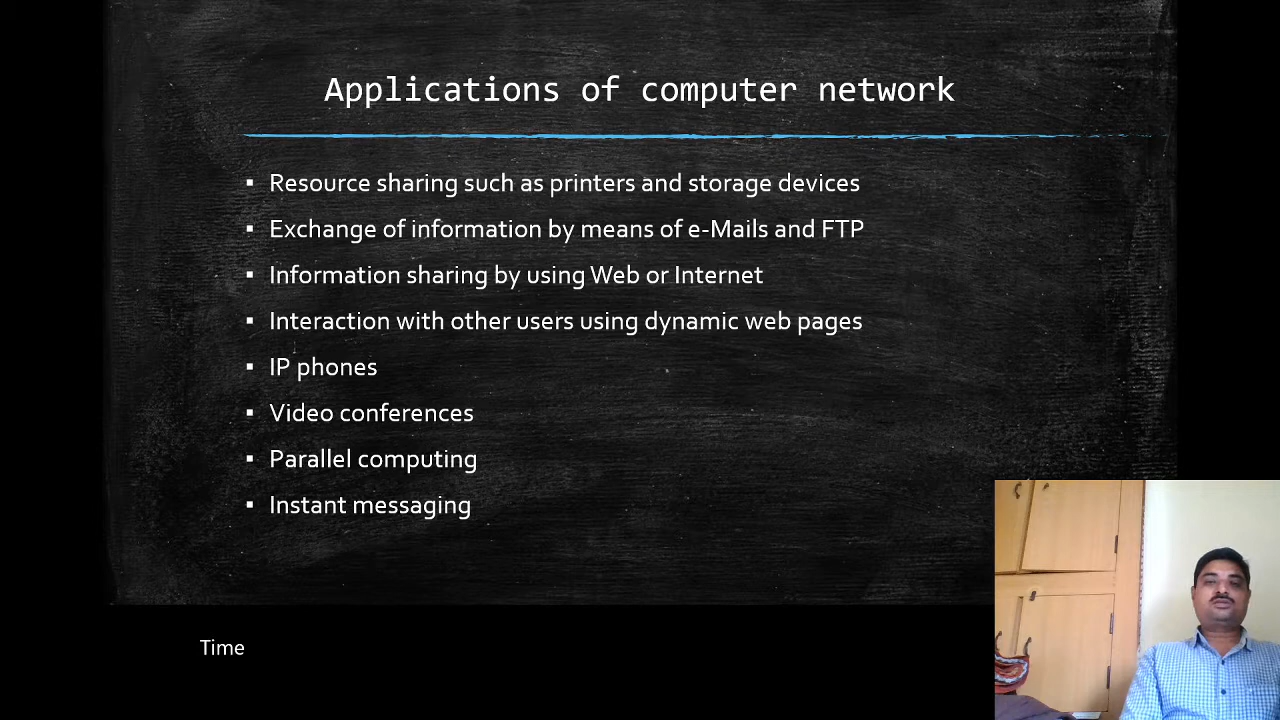 Applications of computer network
▪ Resource sharing such as printers and storage devices
▪ Exchange of information by means of e-Mails and FTP
▪ Information sharing by using Web or Internet
▪ Interaction with other users using dynamic web pages
▪ IP phones
▪ Video conferences
▪ Parallel computing
▪ Instant messaging
Time